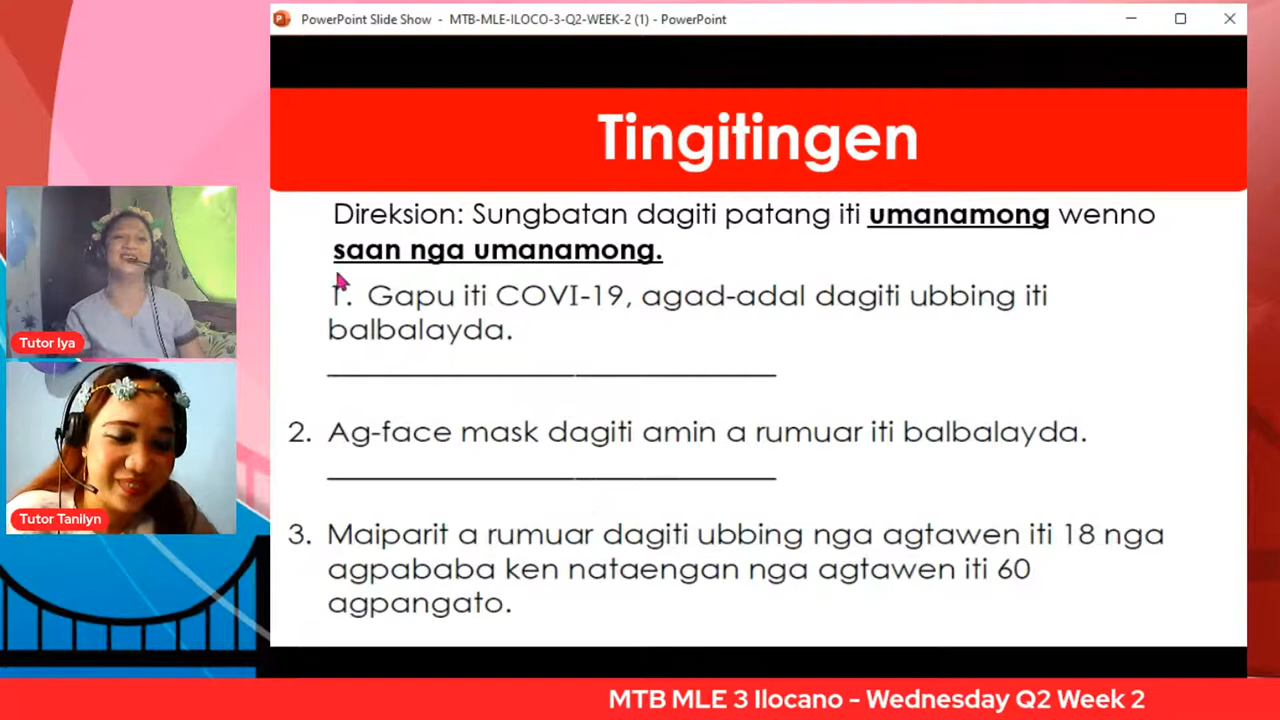 PowerPoint Slide Show - MTB-MLE-ILOCO-3-Q2-WEEK-2 (1) - PowerPoint
Tingitingen
Direksion: Sungbatan dagiti patang iti umanamong wenno
saan nga umanamong.
1. Gapu iti COVI-19, agad-adal dagiti ubbing iti
balbalayda.
2. Ag-face mask dagiti amin a rumuar iti balbalayda.
3. Maiparit a rumuar dagiti ubbing nga agtawen iti 18 nga
agpababa ken nataengan nga agtawen iti 60
agpangato.
Tutor Iya
Tutor Tanilyn
MTB MLE 3 Ilocano - Wednesday Q2 Week 2